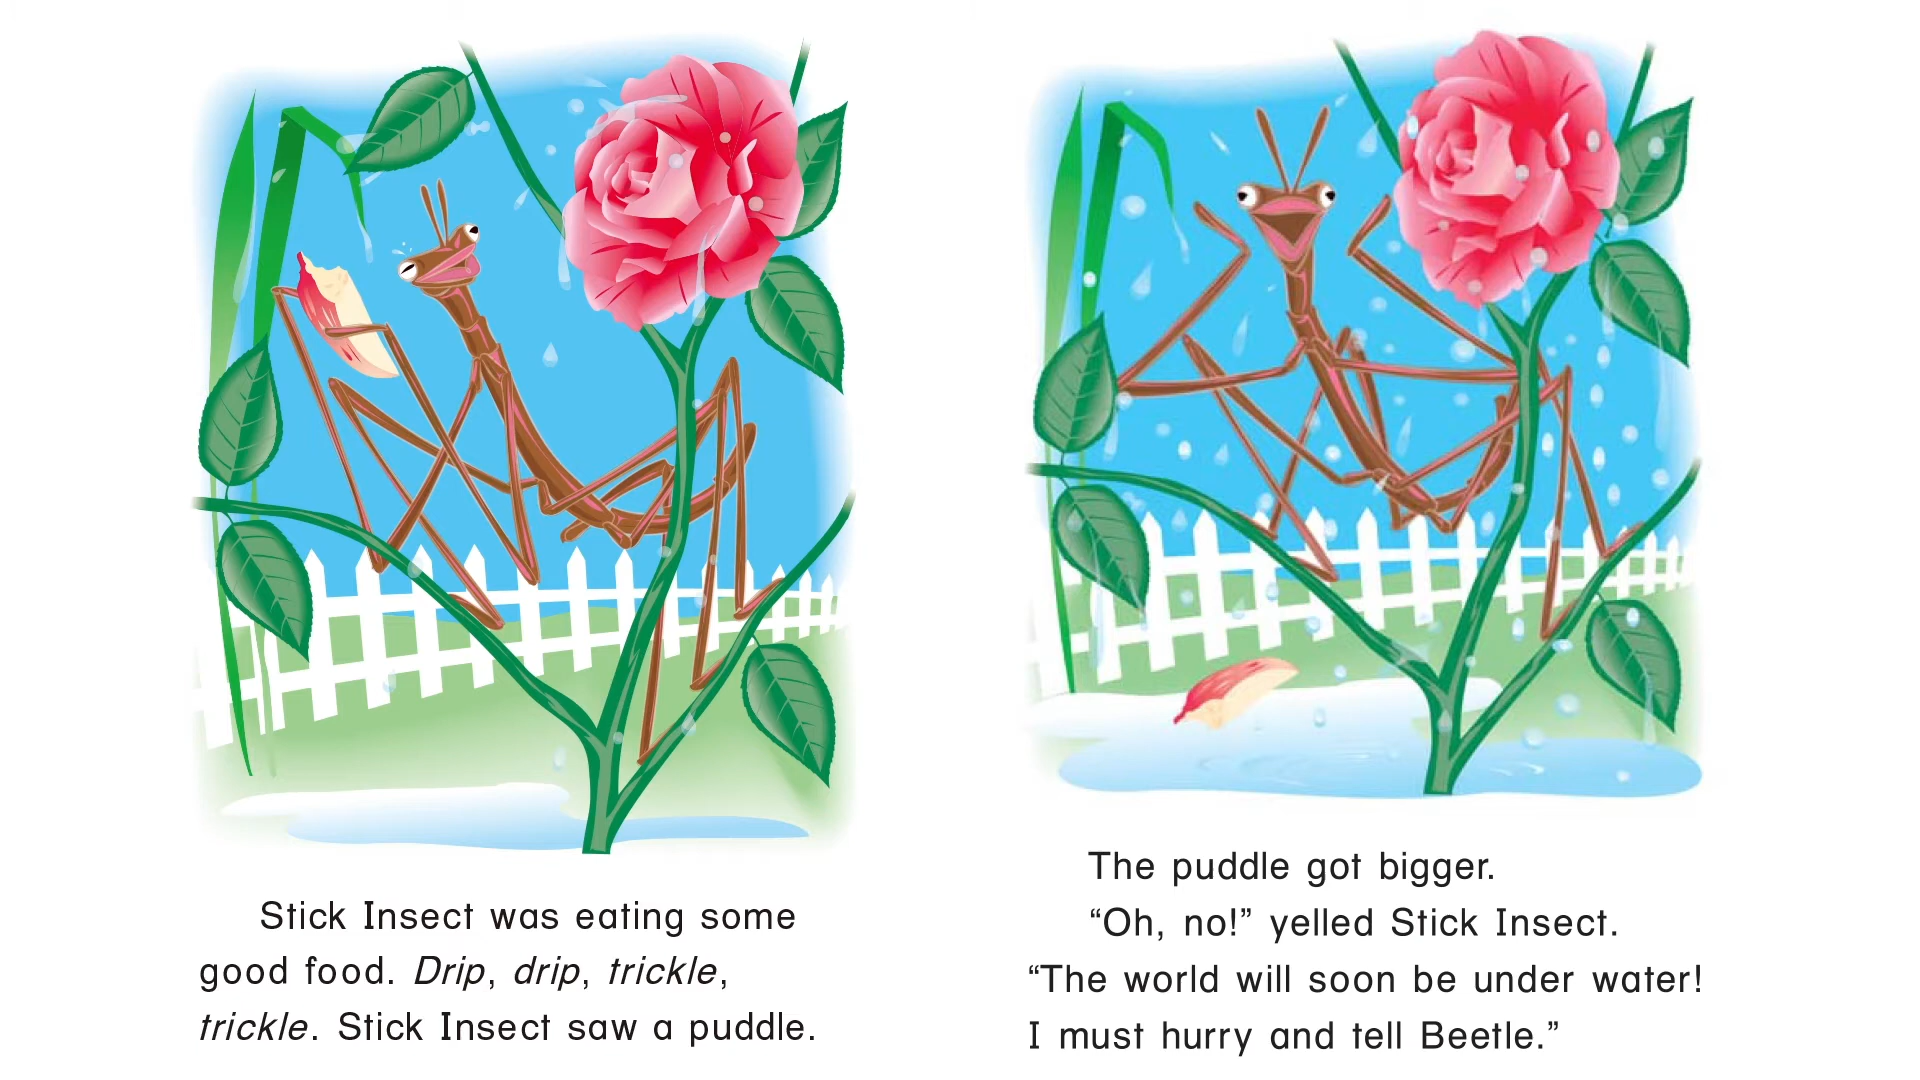 Stick Insect was eating some
good food. Drip, drip, trickle,
trickle. Stick Insect saw a puddle.
The puddle got bigger.
“Oh, no!” yelled Stick Insect.
“The world will soon be under water!
I must hurry and tell Beetle.”